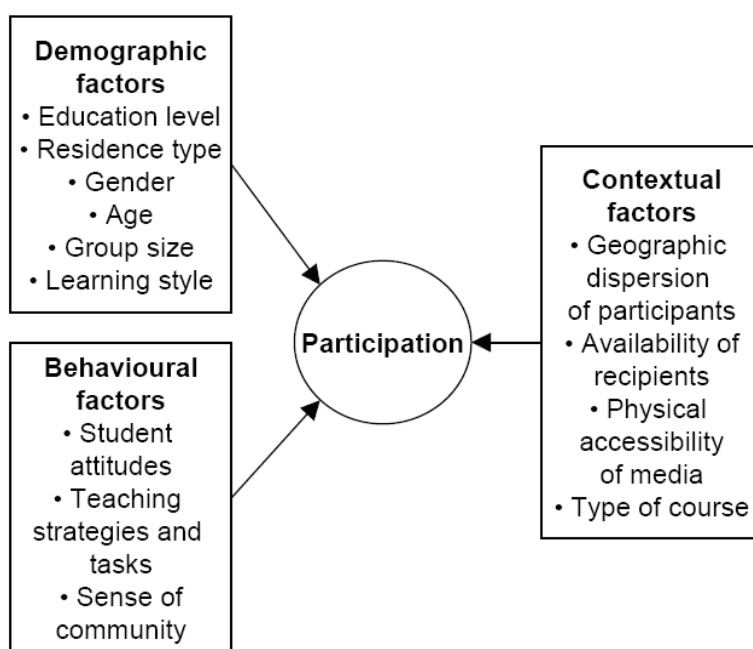 Demographic
factors
• Education level
• Residence type
• Gender
• Age
• Group size
• Learning style
Behavioural
factors
• Student
attitudes
• Teaching
strategies and
tasks
• Sense of
community
Participation
Contextual
factors
• Geographic
dispersion
of participants
• Availability of
recipients
• Physical
accessibility
of media
• Type of course